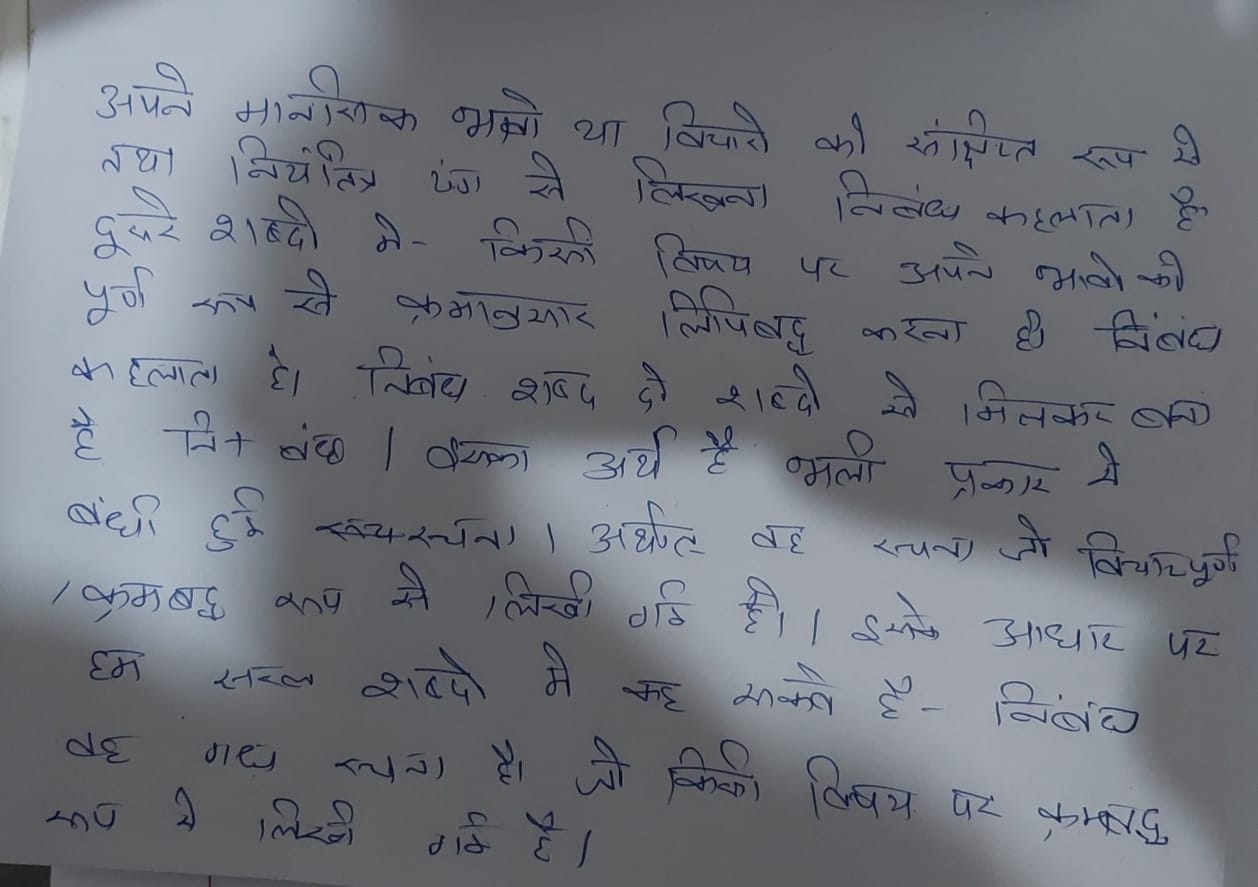 अपने मानसिक भावो या विचारो को संक्षिप्त रूप से
तथा नियंत्रित ढंग से लिखना निबंध कहलाता है
दूसरे शब्दो मे- किसी विषय पर अपने भावो को
पूर्ण रूप से क्रमानुसार लिपिबद्ध करना ही निबंध
कहलाता है। निबंध शब्द दो शब्दो से मिलकर बना
है नि+ बंध । इसका अर्थ है भली प्रकार से
बंधी हुई रचना । अर्थात वह रचना जो विचारपूर्ण
/क्रमबद्ध रूप से लिखी गई हो। । इसके आधार पर
हम सरल शब्दो मे कह सकते है- निबंध
वह गद्य रचना है। जो किसी विषय पर क्रमबद्ध
रूप से लिखी गई है।